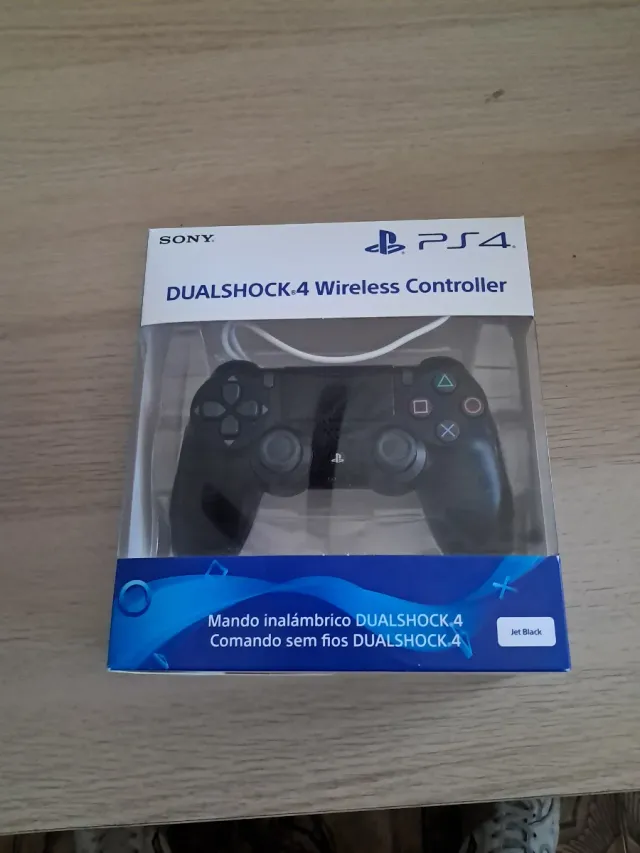 SONY.
PS4.
DUALSHOCK®4 Wireless Controller
Mando inalámbrico DUALSHOCK®4
Comando sem fios DUALSHOCK®4
Jet Black